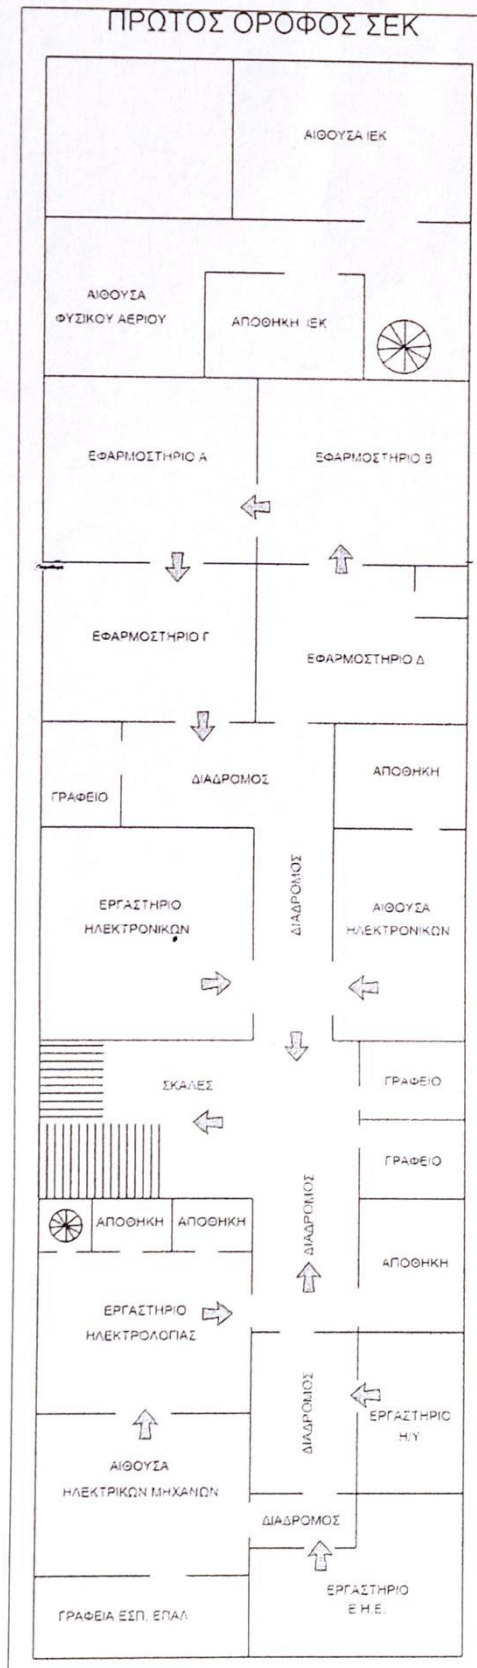 ΠΡΩΤΟΣ ΟΡΟΦΟΣ ΣΕΚ
ΑΙΘΟΥΣΑ ΙΕΚ
ΑΙΘΟΥΣΑ
ΦΥΣΙΚΟΥ ΑΕΡΙΟΥ
ΑΠΟΘΗΚΗ ΙΕΚ
ΕΦΑΡΜΟΣΤΗΡΙΟ Α
ΕΦΑΡΜΟΣΤΗΡΙΟ Β
ΕΦΑΡΜΟΣΤΗΡΙΟ Γ
ΕΦΑΡΜΟΣΤΗΡΙΟ Δ
ΓΡΑΦΕΙΟ
ΔΙΑΔΡΟΜΟΣ
ΑΠΟΘΗΚΗ
ΕΡΓΑΣΤΗΡΙΟ
ΗΛΕΚΤΡΟΝΙΚΩΝ
ΔΙΑΔΡΟΜΟΣ
ΑΙΘΟΥΣΑ
ΗΛΕΚΤΡΟΝΙΚΩΝ
ΣΚΑΛΕΣ
ΓΡΑΦΕΙΟ
ΓΡΑΦΕΙΟ
ΔΙΑΔΡΟΜΟΣ
ΑΠΟΘΗΚΗ
ΑΠΟΘΗΚΗ
ΑΠΟΘΗΚΗ
ΕΡΓΑΣΤΗΡΙΟ
ΗΛΕΚΤΡΟΛΟΓΙΑΣ
ΔΙΑΔΡΟΜΟΣ
ΕΡΓΑΣΤΗΡΙΟ
Η/Υ
ΑΙΘΟΥΣΑ
ΗΛΕΚΤΡΙΚΩΝ ΜΗΧΑΝΩΝ
ΔΙΑΔΡΟΜΟΣ
ΓΡΑΦΕΙΑ ΕΣΠ. ΕΠΑΛ
ΕΡΓΑΣΤΗΡΙΟ
Ε.Η.Ε.